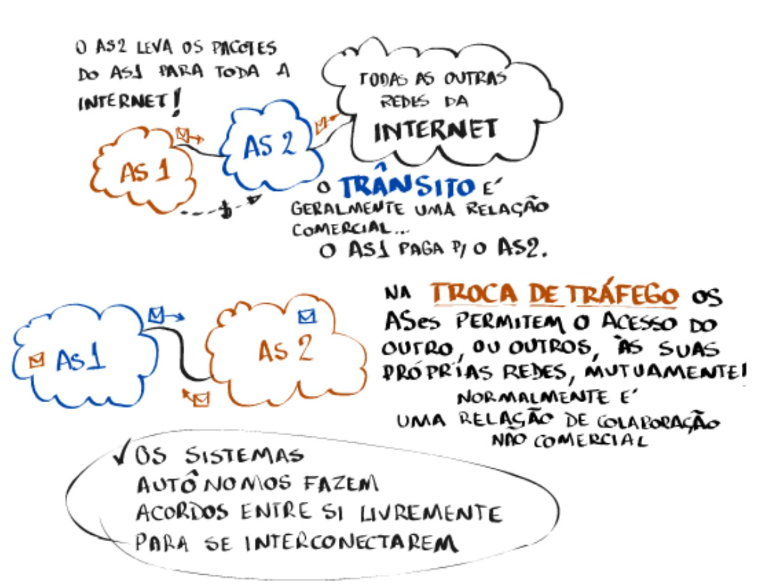 O AS2 LEVA OS PACOTES
DO AS1 PARA TODA A
INTERNET!
TODAS AS OUTRAS
REDES DA
INTERNET
AS 1
AS 2
$
O TRÂNSITO É
GERALMENTE UMA RELAÇÃO
COMERCIAL...
O AS1 PAGA P/ O AS2.
AS1
AS 2
NA TROCA DE TRÁFEGO OS
ASes PERMITEM O ACESSO DO
OUTRO, OU OUTROS, ÀS SUAS
PRÓPRIAS REDES, MUTUAMENTE!
NORMALMENTE É
UMA RELAÇÃO DE COLABORAÇÃO
NÃO COMERCIAL
✓OS SISTEMAS
AUTÔNOMOS FAZEM
ACORDOS ENTRE SI LIVREMENTE
PARA SE INTERCONECTAREM